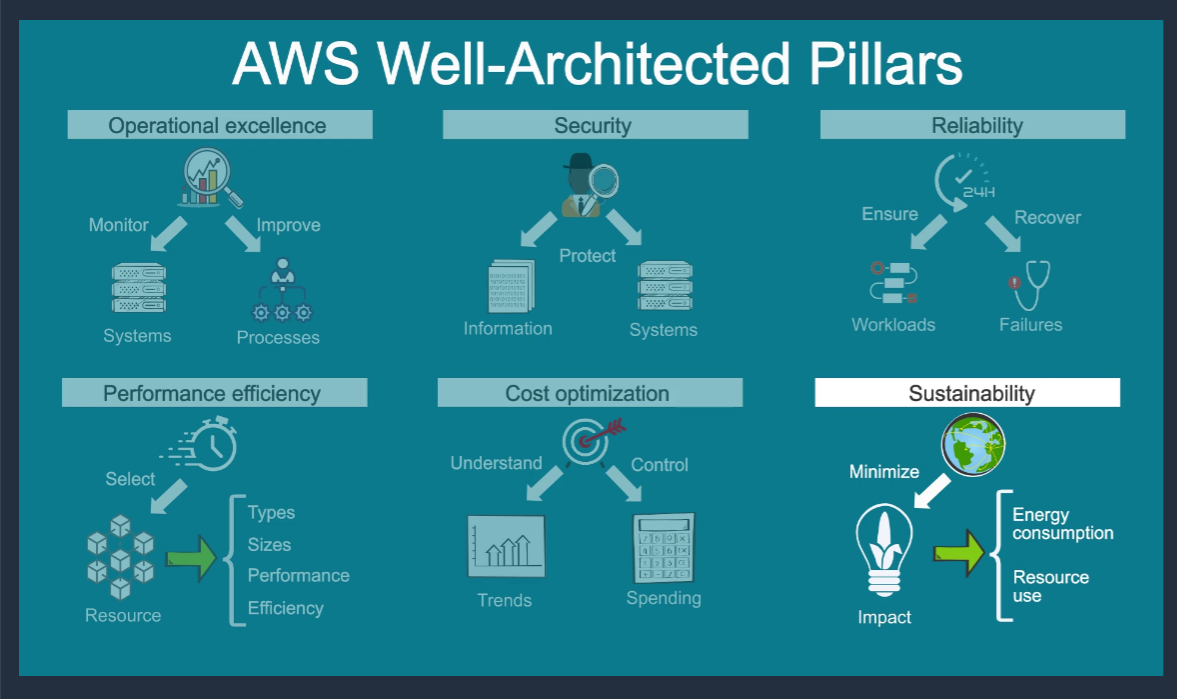 AWS Well-Architected Pillars
Operational excellence
Monitor
Improve
Systems
Processes
Security
Protect
Information
Systems
Reliability
24H
Ensure
Recover
Workloads
Failures
Performance efficiency
Select
Resource
Types
Sizes
Performance
Efficiency
Cost optimization
Understand
Control
Trends
Spending
Sustainability
Minimize
Impact
Energy
consumption
Resource
use